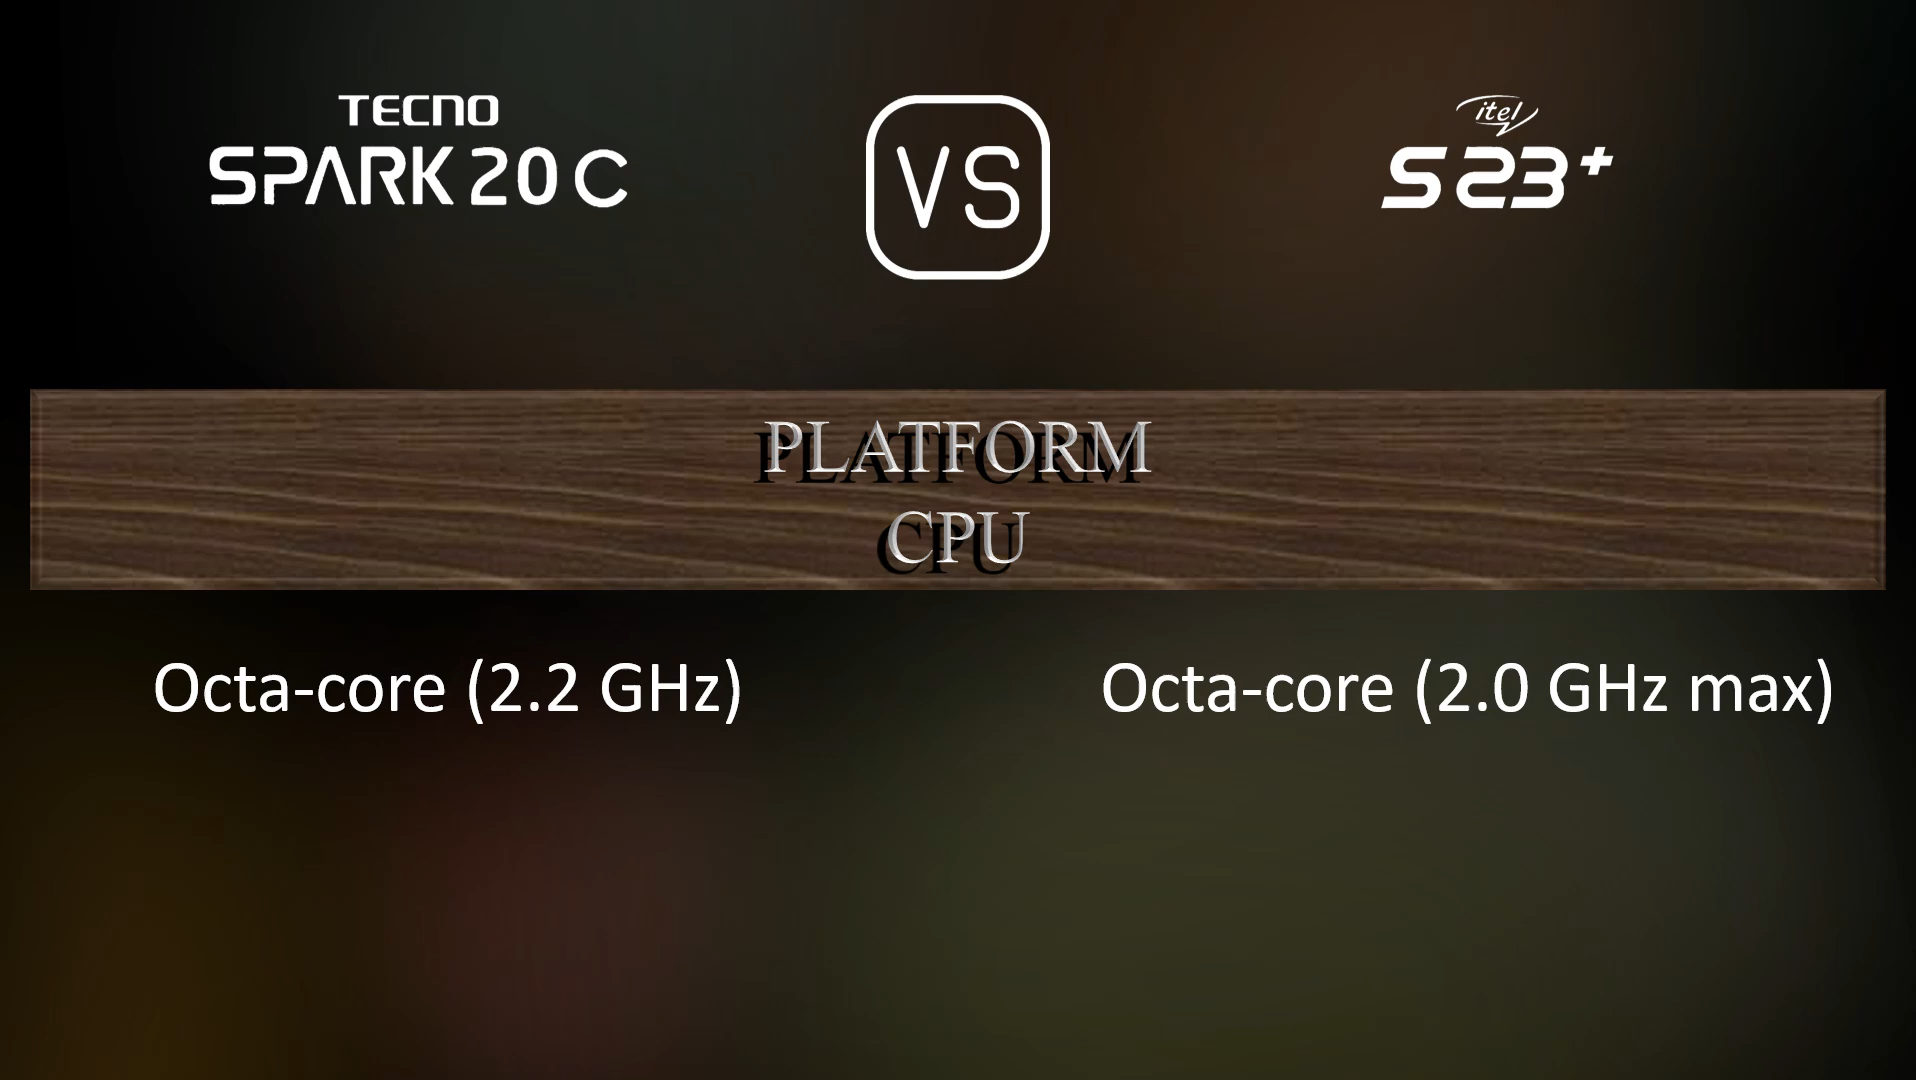 TECNO
SPARK 20 C
VS
itel
S23+
PLATFORM
CPU
Octa-core (2.2 GHz)
Octa-core (2.0 GHz max)